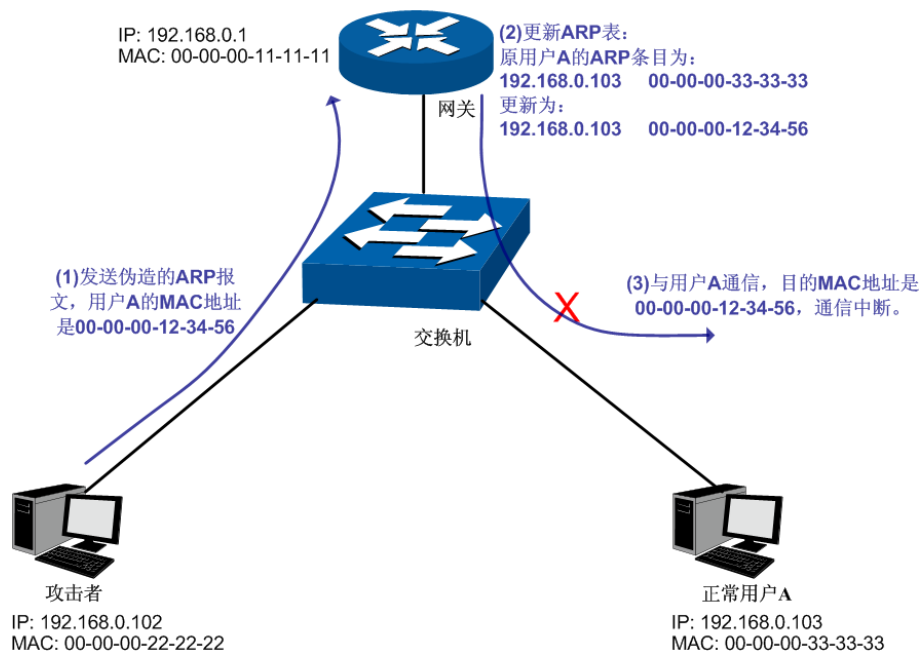 IP: 192.168.0.1
MAC: 00-00-00-11-11-11
(2)更新ARP表：
原用户A的ARP条目为：
192.168.0.103 00-00-00-33-33-33
更新为：
192.168.0.103 00-00-00-12-34-56
网关
(1)发送伪造的ARP报
文，用户A的MAC地址
是00-00-00-12-34-56
(3)与用户A通信，目的MAC地址是
00-00-00-12-34-56，通信中断。
X
交换机
攻击者
IP: 192.168.0.102
MAC: 00-00-00-22-22-22
正常用户A
IP: 192.168.0.103
MAC: 00-00-00-33-33-33